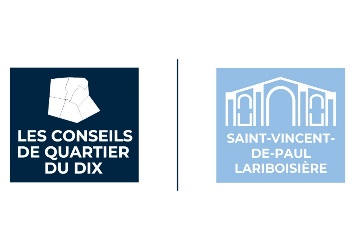 LES CONSEILS
DE QUARTIER
DU DIX
SAINT-VINCENT-
DE-PAUL
LARIBOISIÈRE